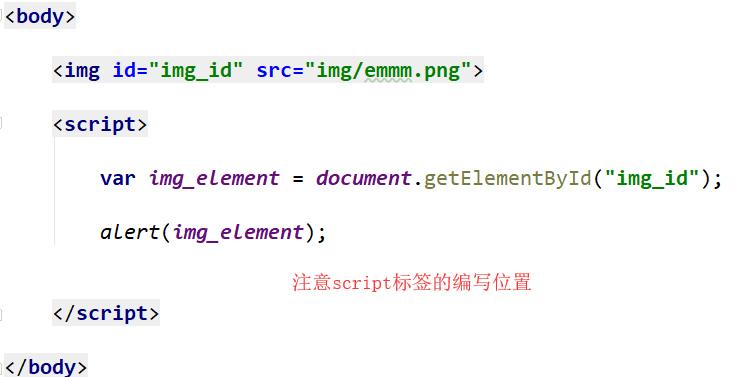 <body>
<img id="img_id" src="img/emmm.png">
<script>
var img_element = document.getElementById("img_id");
alert(img_element);
注意script标签的编写位置
</script>
</body>